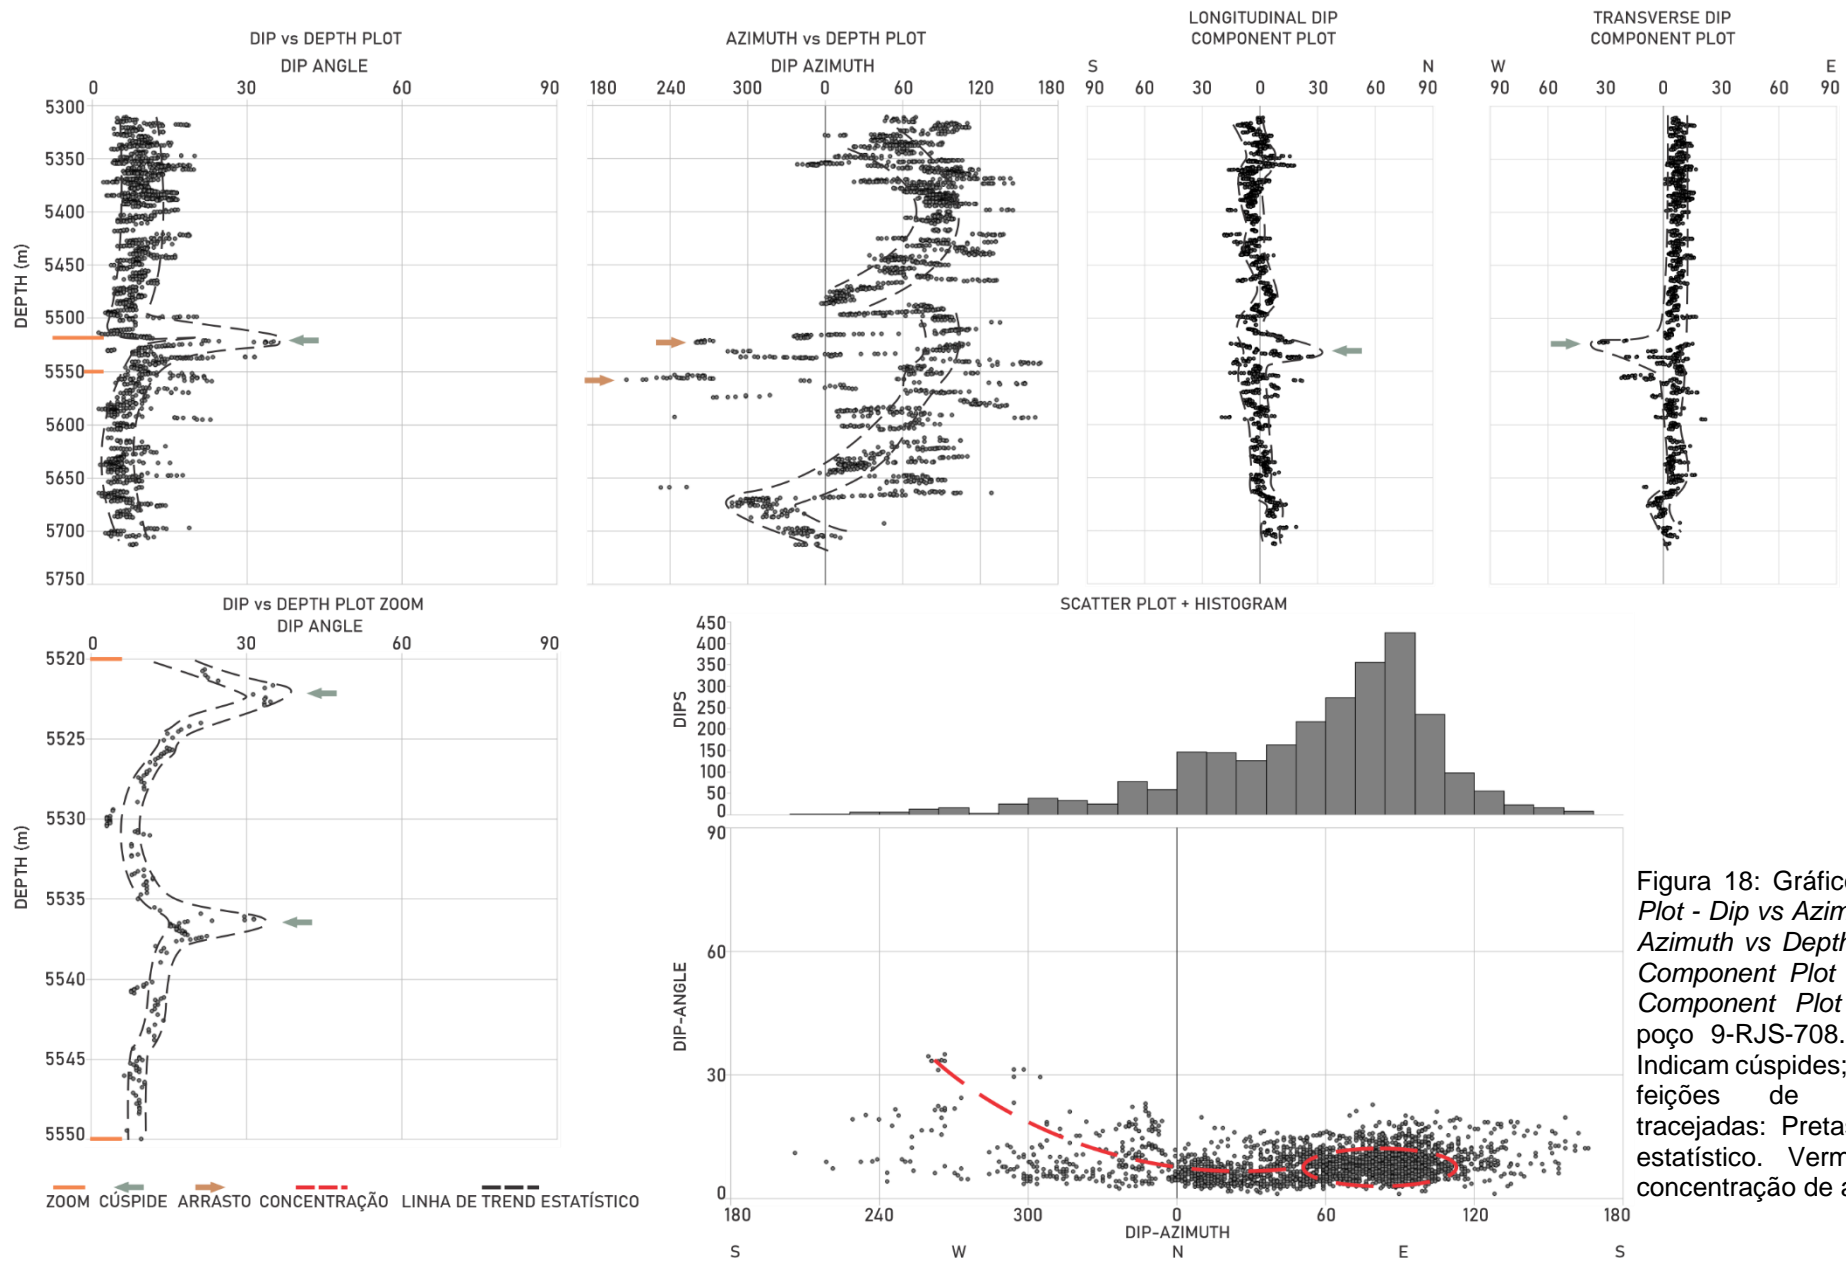 DIP vs DEPTH PLOT
DIP ANGLE
0 30 60 90
DEPTH (m)
5300
5350
5400
5450
5500
5550
5600
5650
5700
5750
AZIMUTH vs DEPTH PLOT
DIP AZIMUTH
180 240 300 0 60 120 180
LONGITUDINAL DIP
COMPONENT PLOT
S N
90 60 30 0 30 60 90
TRANSVERSE DIP
COMPONENT PLOT
W E
90 60 30 0 30 60 90
DIP vs DEPTH PLOT ZOOM
DIP ANGLE
0 30 60 90
DEPTH (m)
5520
5525
5530
5535
5540
5545
5550
SCATTER PLOT + HISTOGRAM
DIPS
450
400
350
300
250
200
150
100
50
0
DIP-ANGLE
90
60
30
0
180 240 300 0 60 120 180
DIP-AZIMUTH
S W N E S
ZOOM CÚSPIDE ARRASTO CONCENTRAÇÃO LINHA DE TREND ESTATÍSTICO
Figura 18: Gráfic
Plot - Dip vs Azim
Azimuth vs Depth
Component Plot
Component Plot
poço 9-RJS-708.
Indicam cúspides;
feições de
tracejadas: Pretas
estatístico. Verm
concentração de a